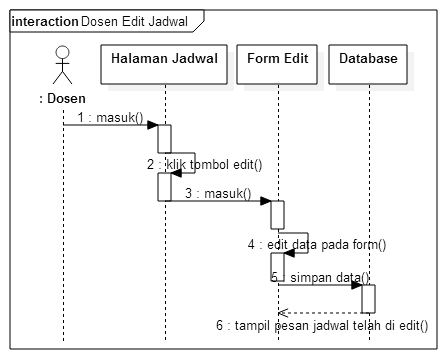 interaction Dosen Edit Jadwal
Halaman Jadwal
Form Edit
Database
: Dosen
1 : masuk()
2 : klik tombol edit()
3 : masuk()
4 : edit data pada form()
5 : simpan data()
6 : tampil pesan jadwal telah di edit()